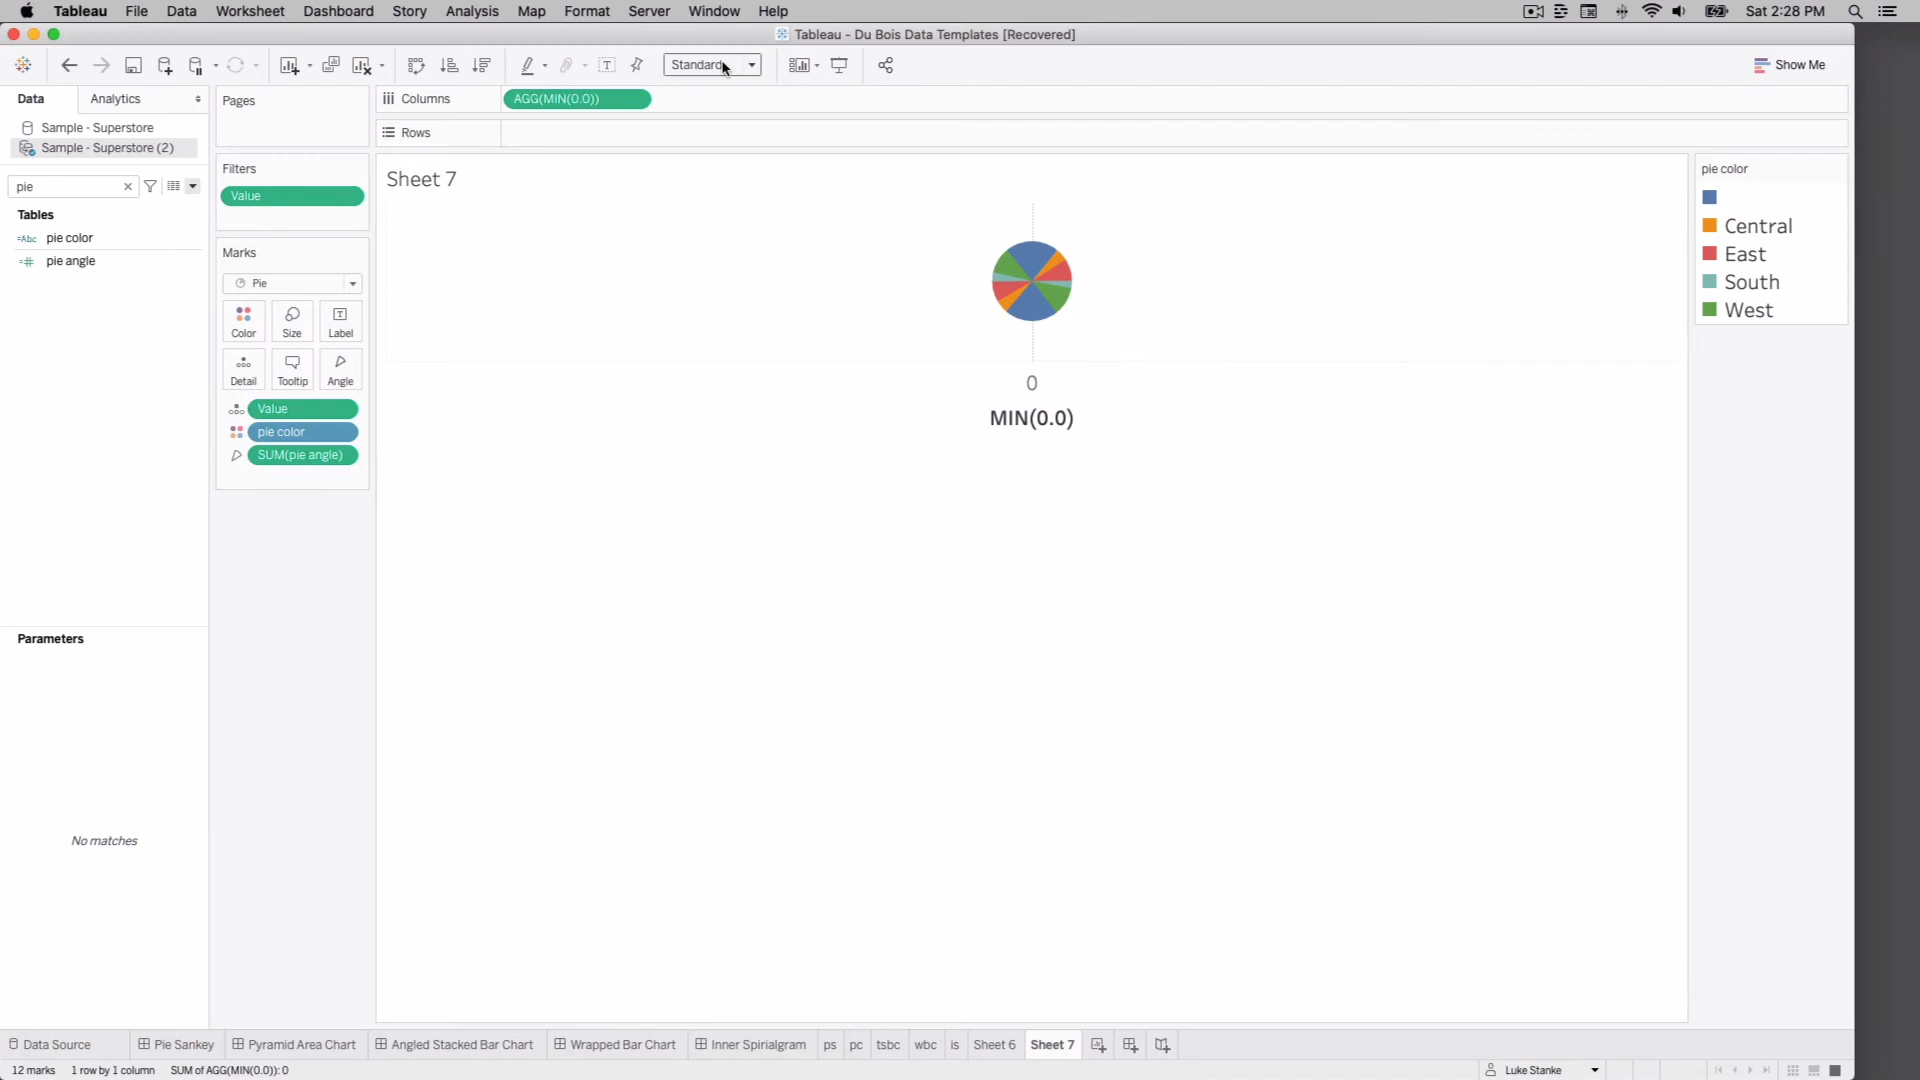 Tableau File Data Worksheet Dashboard Story Analysis Map Format Server Window Help Sat 2:28 PM
Tableau - Du Bois Data Templates [Recovered]
Standard Show Me
Data Analytics
Pages
Columns AGG(MIN(0.0))
Sample - Superstore
Sample - Superstore (2)
Rows
Filters
Value
Sheet 7
pie color
pie
Central
East
South
West
Tables
pie color
pie angle
Marks
Pie
Color Size Label
Detail Tooltip Angle
Value
pie color
SUM(pie angle)
0
MIN(0.0)
Parameters
No matches
Data Source Pie Sankey Pyramid Area Chart Angled Stacked Bar Chart Wrapped Bar Chart Inner Spirialgram ps pc tsbc wbc is Sheet 6 Sheet 7
12 marks 1 row by 1 column SUM of AGG(MIN(0.0)): 0 Luke Stanke